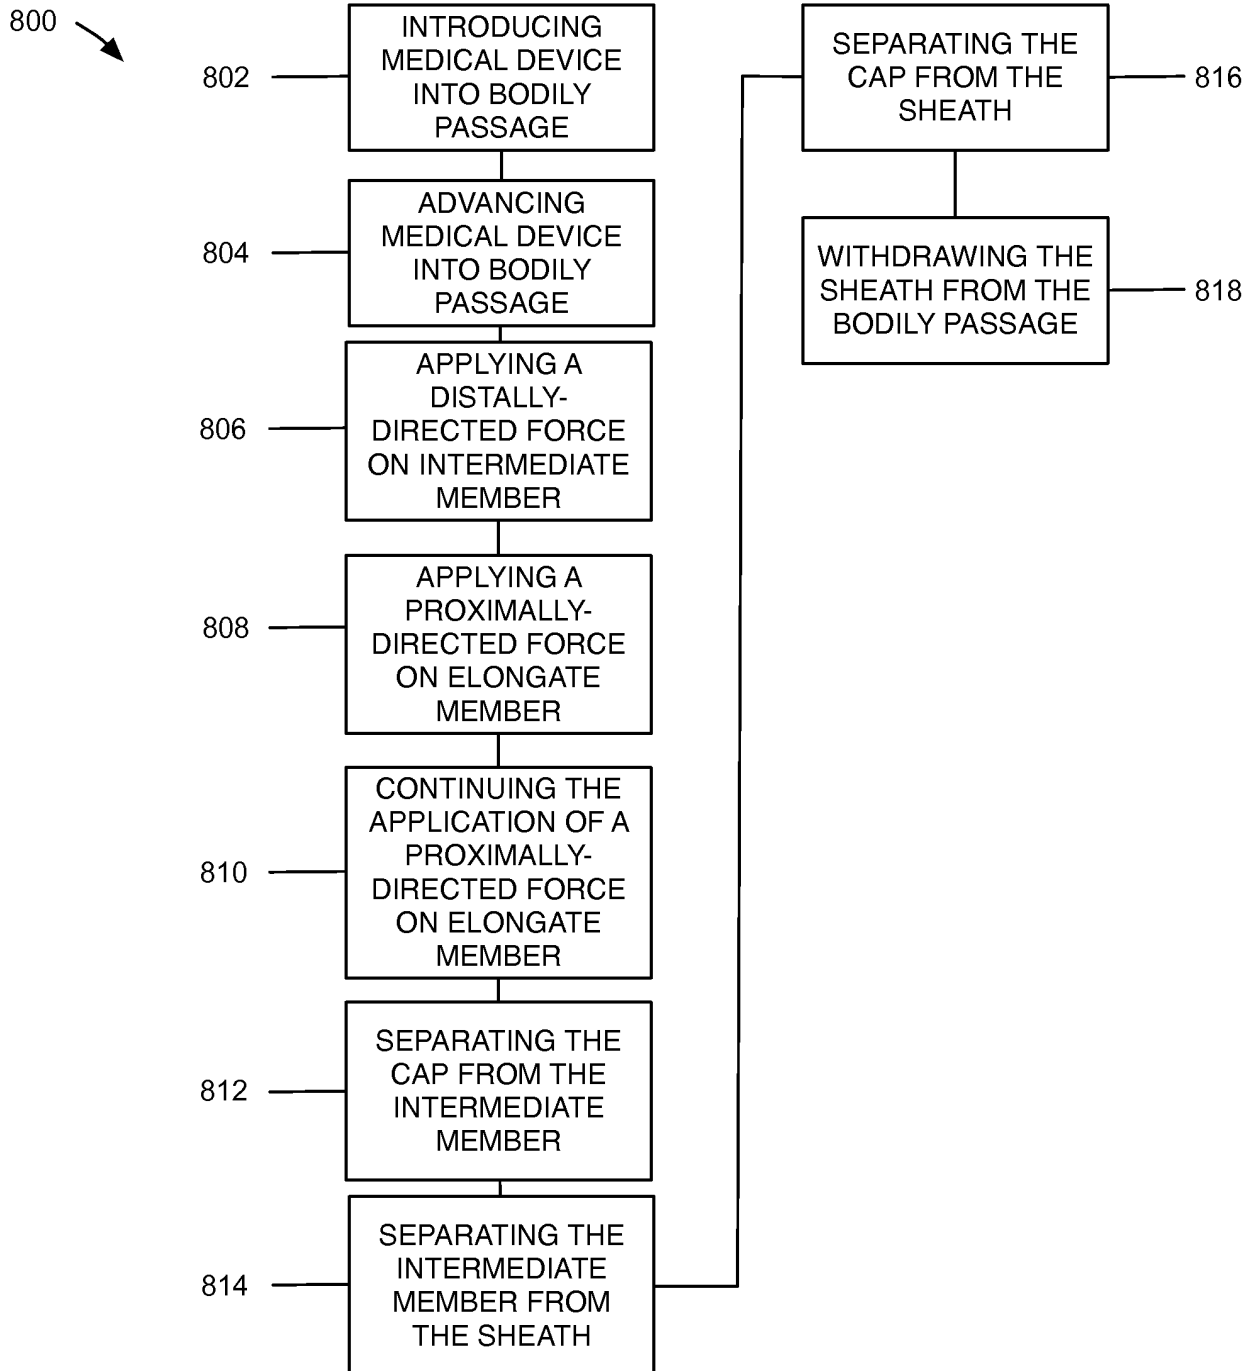 800
802
INTRODUCING
MEDICAL DEVICE
INTO BODILY
PASSAGE
804
ADVANCING
MEDICAL DEVICE
INTO BODILY
PASSAGE
806
APPLYING A
DISTALLY-
DIRECTED FORCE
ON INTERMEDIATE
MEMBER
808
APPLYING A
PROXIMALLY-
DIRECTED FORCE
ON ELONGATE
MEMBER
810
CONTINUING THE
APPLICATION OF A
PROXIMALLY-
DIRECTED FORCE
ON ELONGATE
MEMBER
812
SEPARATING THE
CAP FROM THE
INTERMEDIATE
MEMBER
814
SEPARATING THE
INTERMEDIATE
MEMBER FROM
THE SHEATH
SEPARATING THE
CAP FROM THE
SHEATH
816
WITHDRAWING THE
SHEATH FROM THE
BODILY PASSAGE
818